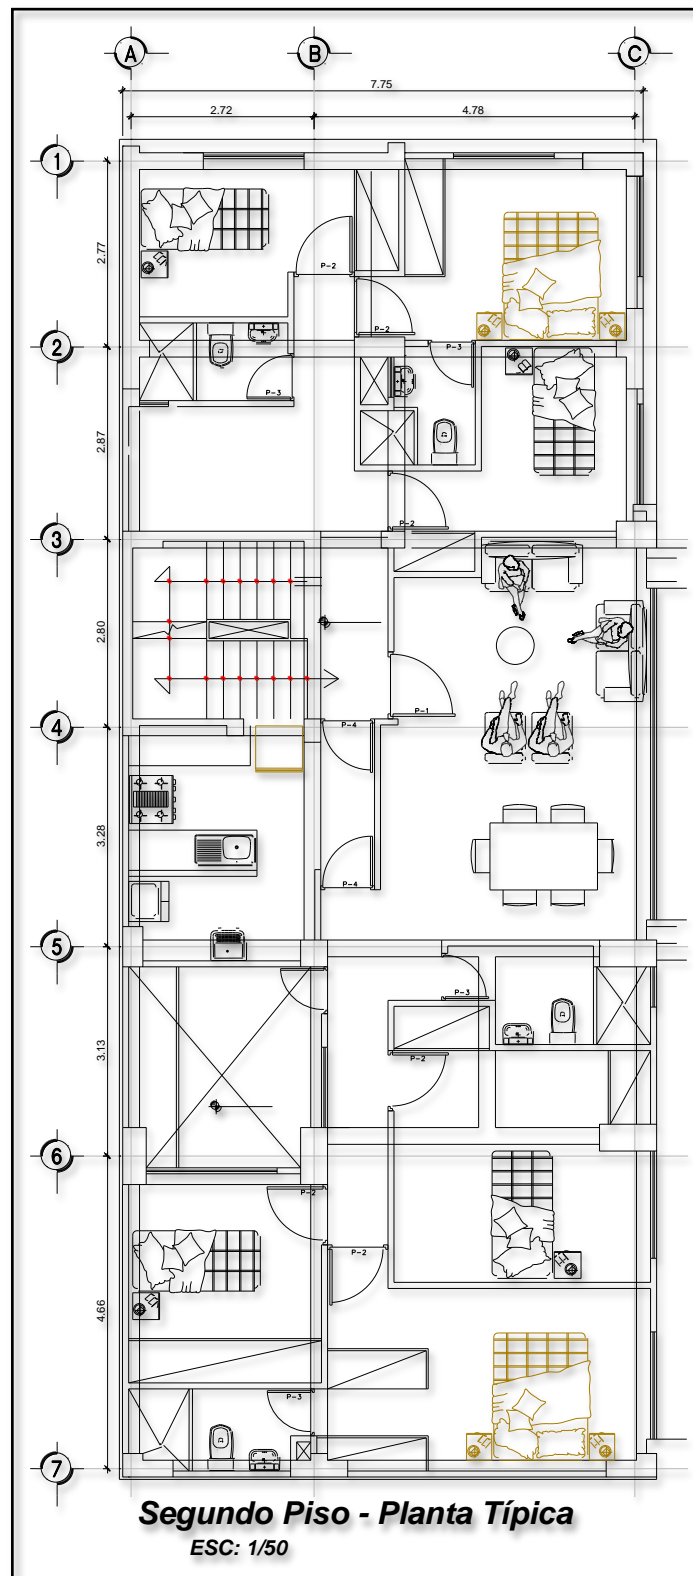 A B C
7.75
2.72 4.78
1
2.77
P-2
P-2
2
P-3
P-3
2.87
P-2
3
2.80
P-1
4
P-4
3.28
P-4
5
P-3
3.13
P-2
6
P-2
P-2
4.66
P-3
7
Segundo Piso - Planta Típica
ESC: 1/50